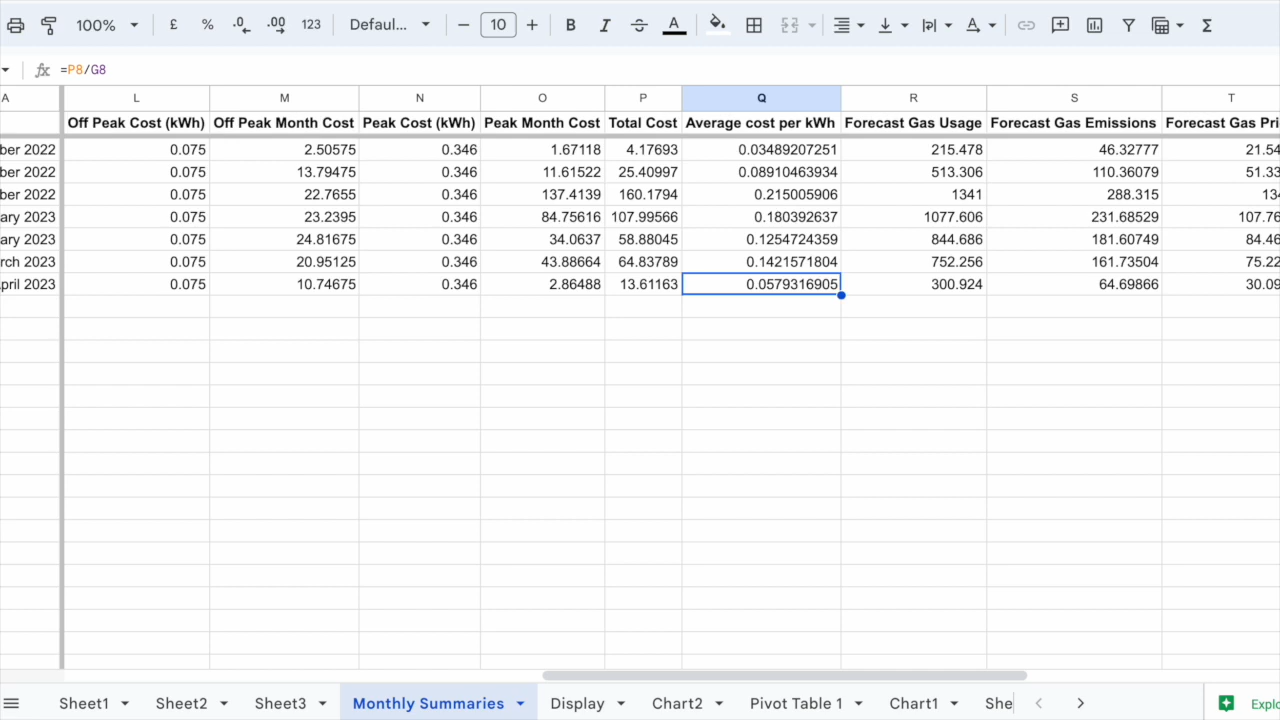 100% £ % .0 .00 123 Defaul... 10 B I A Σ
fx =P8/G8
A L M N O P Q R S T
Off Peak Cost (kWh) Off Peak Month Cost Peak Cost (kWh) Peak Month Cost Total Cost Average cost per kWh Forecast Gas Usage Forecast Gas Emissions Forecast Gas Pri
ber 2022 0.075 2.50575 0.346 1.67118 4.17693 0.03489207251 215.478 46.32777 21.54
ber 2022 0.075 13.79475 0.346 11.61522 25.40997 0.08910463934 513.306 110.36079 51.33
ber 2022 0.075 22.7655 0.346 137.4139 160.1794 0.215005906 1341 288.315 13
ary 2023 0.075 23.2395 0.346 84.75616 107.99566 0.180392637 1077.606 231.68529 107.76
ary 2023 0.075 24.81675 0.346 34.0637 58.88045 0.1254724359 844.686 181.60749 84.46
rch 2023 0.075 20.95125 0.346 43.88664 64.83789 0.1421571804 752.256 161.73504 75.22
pril 2023 0.075 10.74675 0.346 2.86488 13.61163 0.0579316905 300.924 64.69866 30.09
Sheet1 Sheet2 Sheet3 Monthly Summaries Display Chart2 Pivot Table 1 Chart1 She Explo